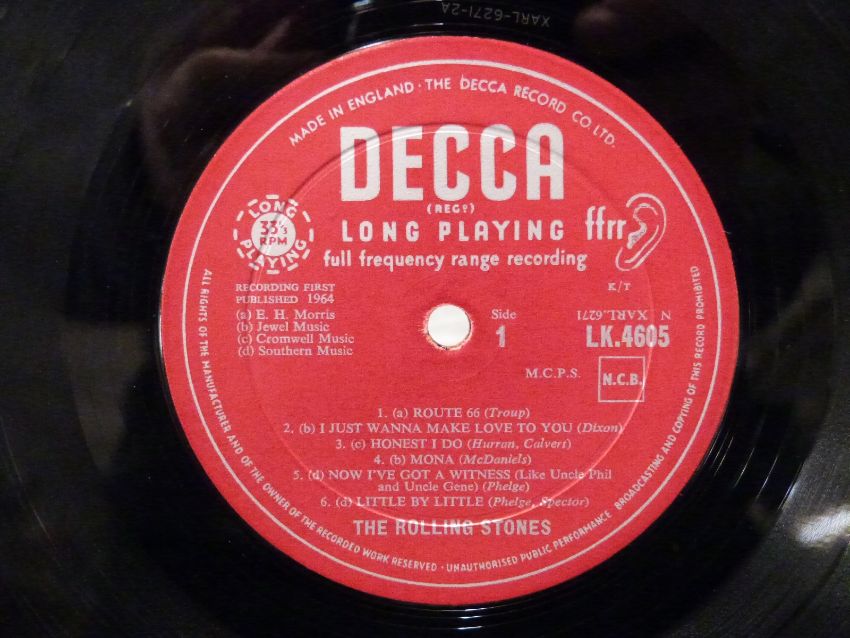 XARL-6271-2A
MADE IN ENGLAND · THE DECCA RECORD CO. LTD.
DECCA
(REGD)
LONG PLAYING
33⅓
RPM
LONG PLAYING
ffrr
full frequency range recording
K/T
RECORDING FIRST
PUBLISHED 1964
(a) E. H. Morris
(b) Jewel Music
(c) Cromwell Music
(d) Southern Music
Side
1
N XARL.6271
LK.4605
M.C.P.S.
N.C.B.
1. (a) ROUTE 66 (Troup)
2. (b) I JUST WANNA MAKE LOVE TO YOU (Dixon)
3. (c) HONEST I DO (Hurran, Calvert)
4. (b) MONA (McDaniels)
5. (d) NOW I'VE GOT A WITNESS (Like Uncle Phil
and Uncle Gene) (Phelge)
6. (d) LITTLE BY LITTLE (Phelge, Spector)
THE ROLLING STONES
ALL RIGHTS OF THE MANUFACTURER AND OF THE OWNER OF THE RECORDED WORK RESERVED · UNAUTHORISED PUBLIC PERFORMANCE BROADCASTING AND COPYING OF THIS RECORD PROHIBITED